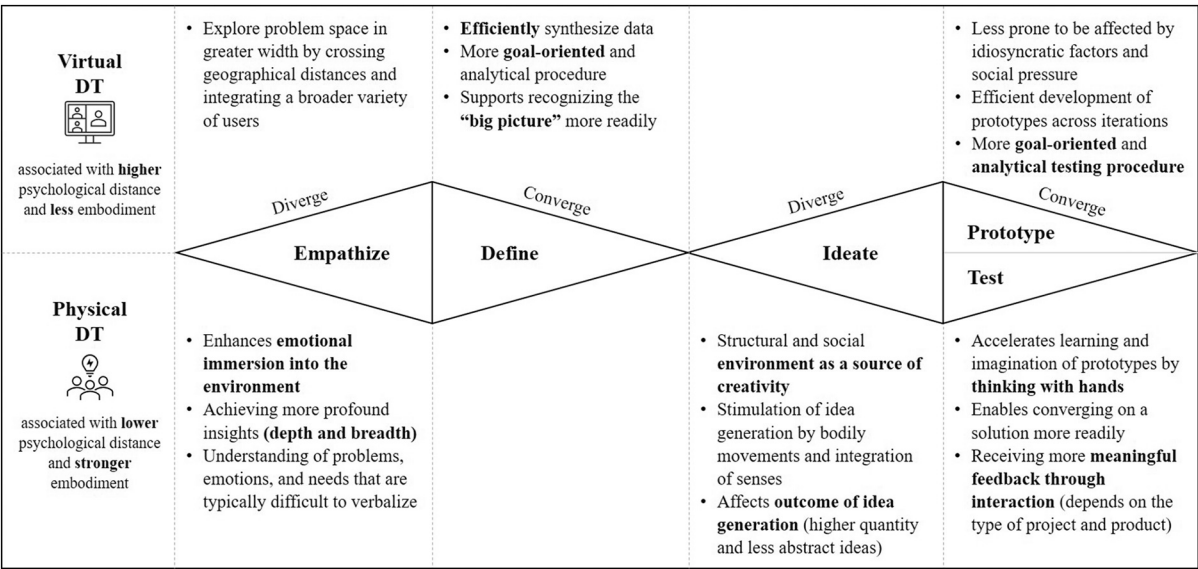 Virtual
DT
associated with higher
psychological distance
and less embodiment
• Explore problem space in
greater width by crossing
geographical distances and
integrating a broader variety
of users
• Efficiently synthesize data
• More goal-oriented and
analytical procedure
• Supports recognizing the
“big picture” more readily
• Less prone to be affected by
idiosyncratic factors and
social pressure
• Efficient development of
prototypes across iterations
• More goal-oriented and
analytical testing procedure
Diverge
Converge
Diverge
Converge
Empathize
Define
Ideate
Prototype
Test
Physical
DT
associated with lower
psychological distance
and stronger
embodiment
• Enhances emotional
immersion into the
environment
• Achieving more profound
insights (depth and breadth)
• Understanding of problems,
emotions, and needs that are
typically difficult to verbalize
• Structural and social
environment as a source of
creativity
• Stimulation of idea
generation by bodily
movements and integration
of senses
• Affects outcome of idea
generation (higher quantity
and less abstract ideas)
• Accelerates learning and
imagination of prototypes by
thinking with hands
• Enables converging on a
solution more readily
• Receiving more meaningful
feedback through
interaction (depends on the
type of project and product)